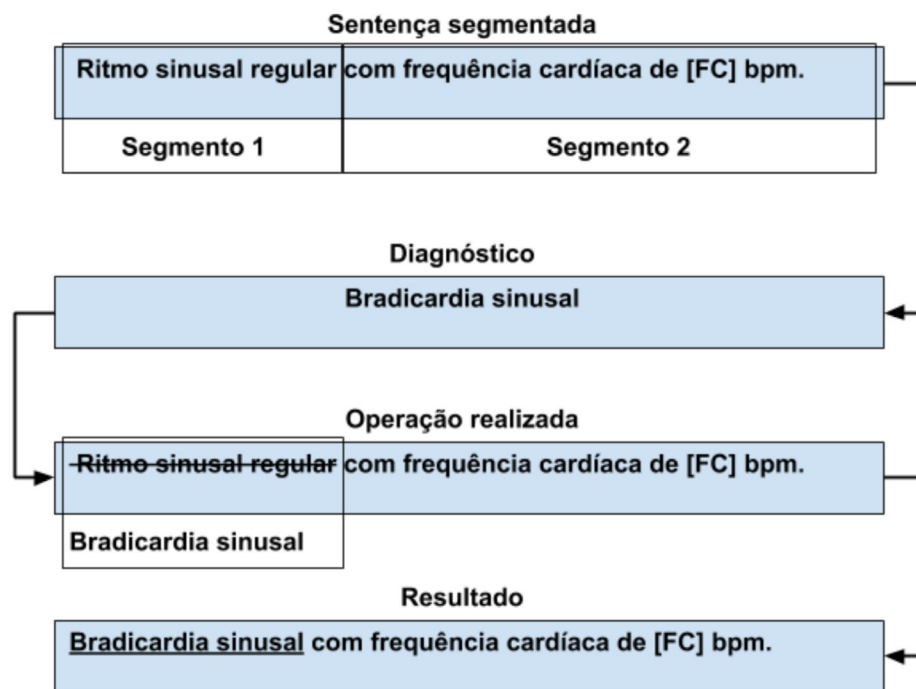 Sentença segmentada
Ritmo sinusal regular com frequência cardíaca de [FC] bpm.
Segmento 1
Segmento 2
Diagnóstico
Bradicardia sinusal
Operação realizada
Ritmo sinusal regular com frequência cardíaca de [FC] bpm.
Bradicardia sinusal
Resultado
Bradicardia sinusal com frequência cardíaca de [FC] bpm.